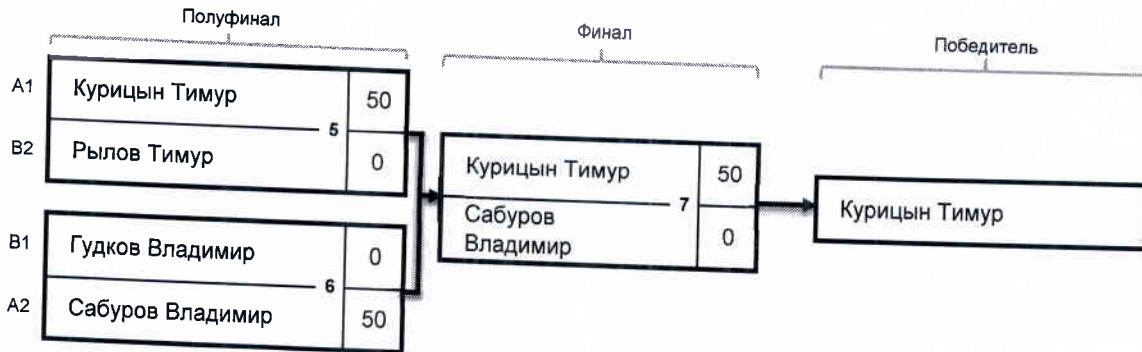 Полуфинал
Финал
Победитель
A1 Курицын Тимур 50
5
B2 Рылов Тимур 0
Курицын Тимур 50
7
Сабуров
Владимир 0
Курицын Тимур
B1 Гудков Владимир 0
6
A2 Сабуров Владимир 50